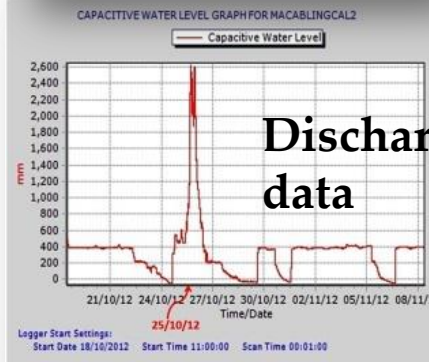 CAPACITIVE WATER LEVEL GRAPH FOR MACABLINGCAL2
Capacitive Water Level
2,600
2,400
2,200
2,000
1,800
1,600
1,400
1,200
1,000
800
600
400
200
0
mm
Dischar
data
21/10/12 24/10/12 27/10/12 30/10/12 02/11/12 05/11/12 08/11/
Time/Date
25/10/12
Logger Start Settings:
Start Date 18/10/2012 Start Time 11:00:00 Scan Time 00:01:00